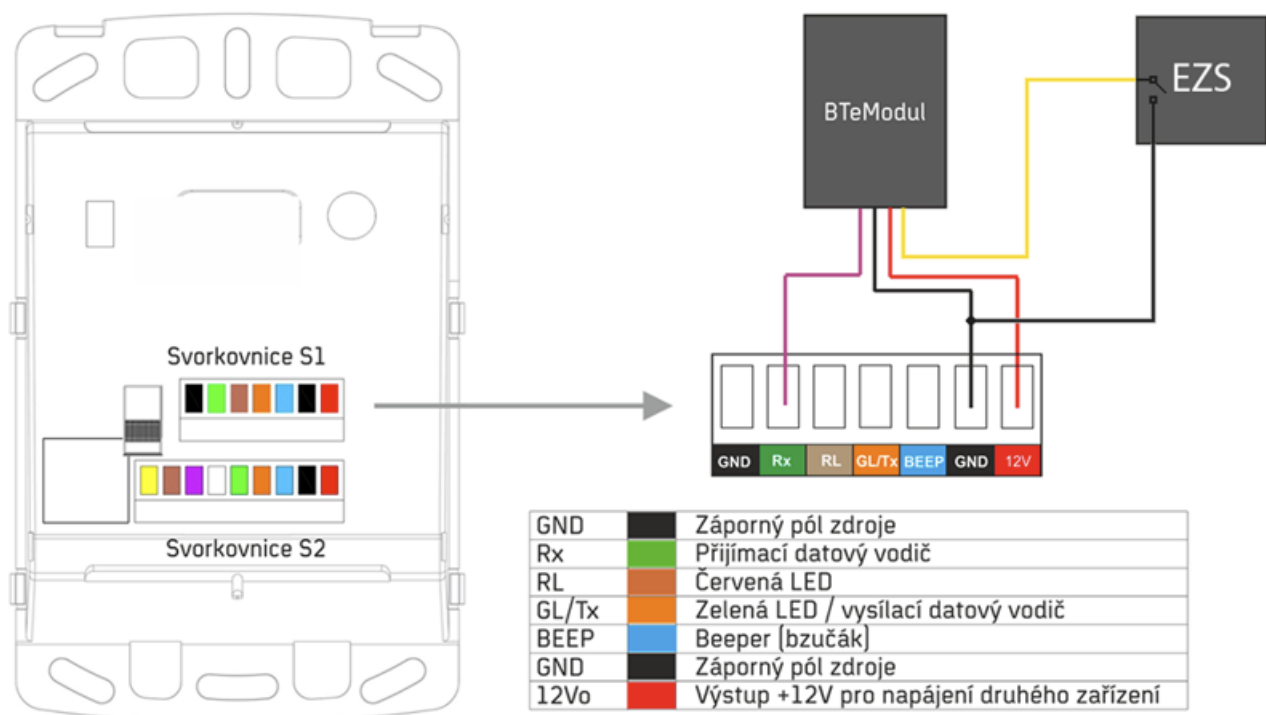 BTeModul
EZS
Svorkovnice S1
Svorkovnice S2
GND Rx RL GL/Tx BEEP GND 12V
GND Záporný pól zdroje
Rx Přijímací datový vodič
RL Červená LED
GL/Tx Zelená LED / vysílací datový vodič
BEEP Beeper (bzučák)
GND Záporný pól zdroje
12Vo Výstup +12V pro napájení druhého zařízení